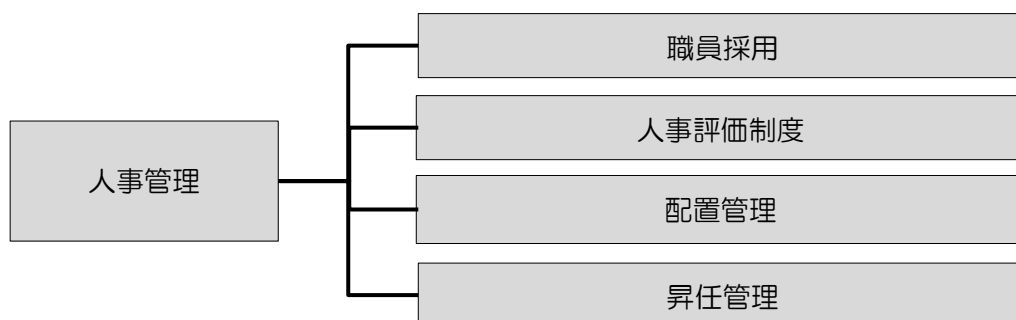 人事管理
職員採用
人事評価制度
配置管理
昇任管理